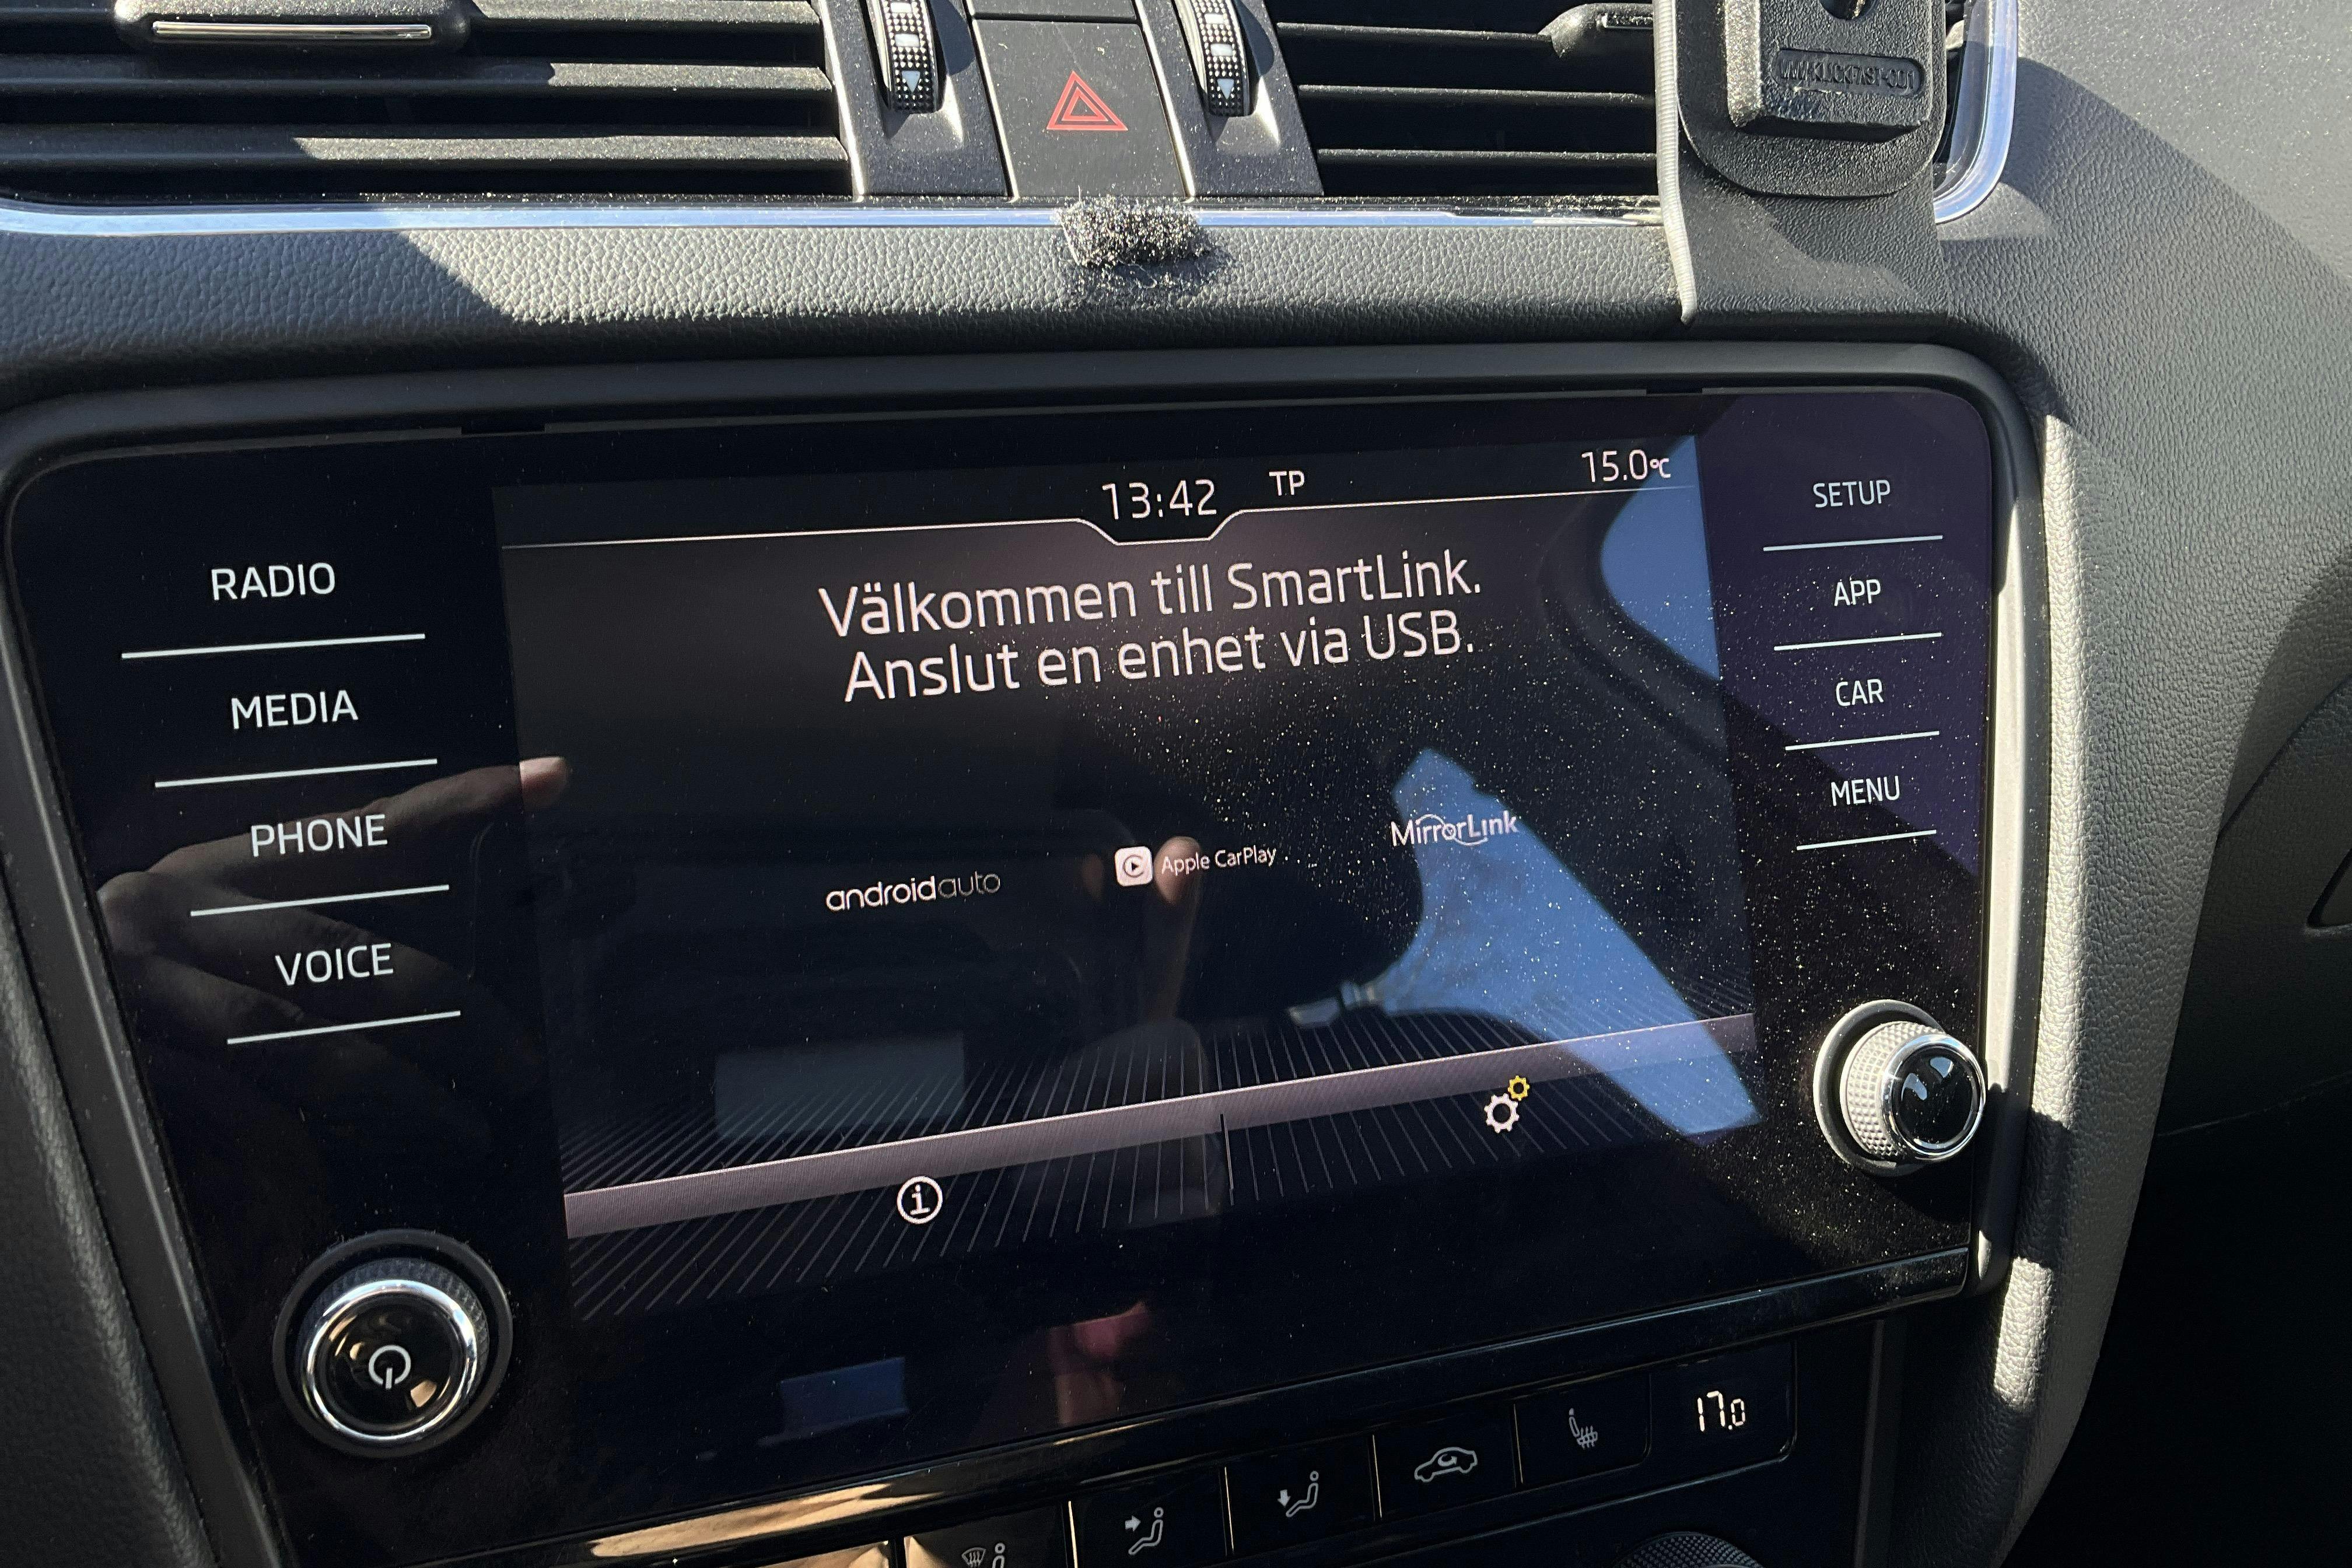 13:42 TP 15.0°C
RADIO
MEDIA
PHONE
VOICE
Välkommen till SmartLink.
Anslut en enhet via USB.
androidauto
Apple CarPlay
MirrorLink
SETUP
APP
CAR
MENU
17.0